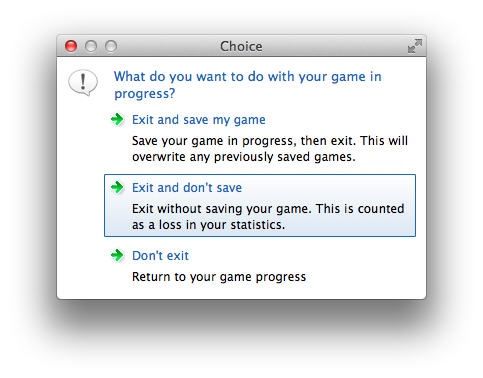 Choice
What do you want to do with your game in
progress?
Exit and save my game
Save your game in progress, then exit. This will
overwrite any previously saved games.
Exit and don't save
Exit without saving your game. This is counted
as a loss in your statistics.
Don't exit
Return to your game progress